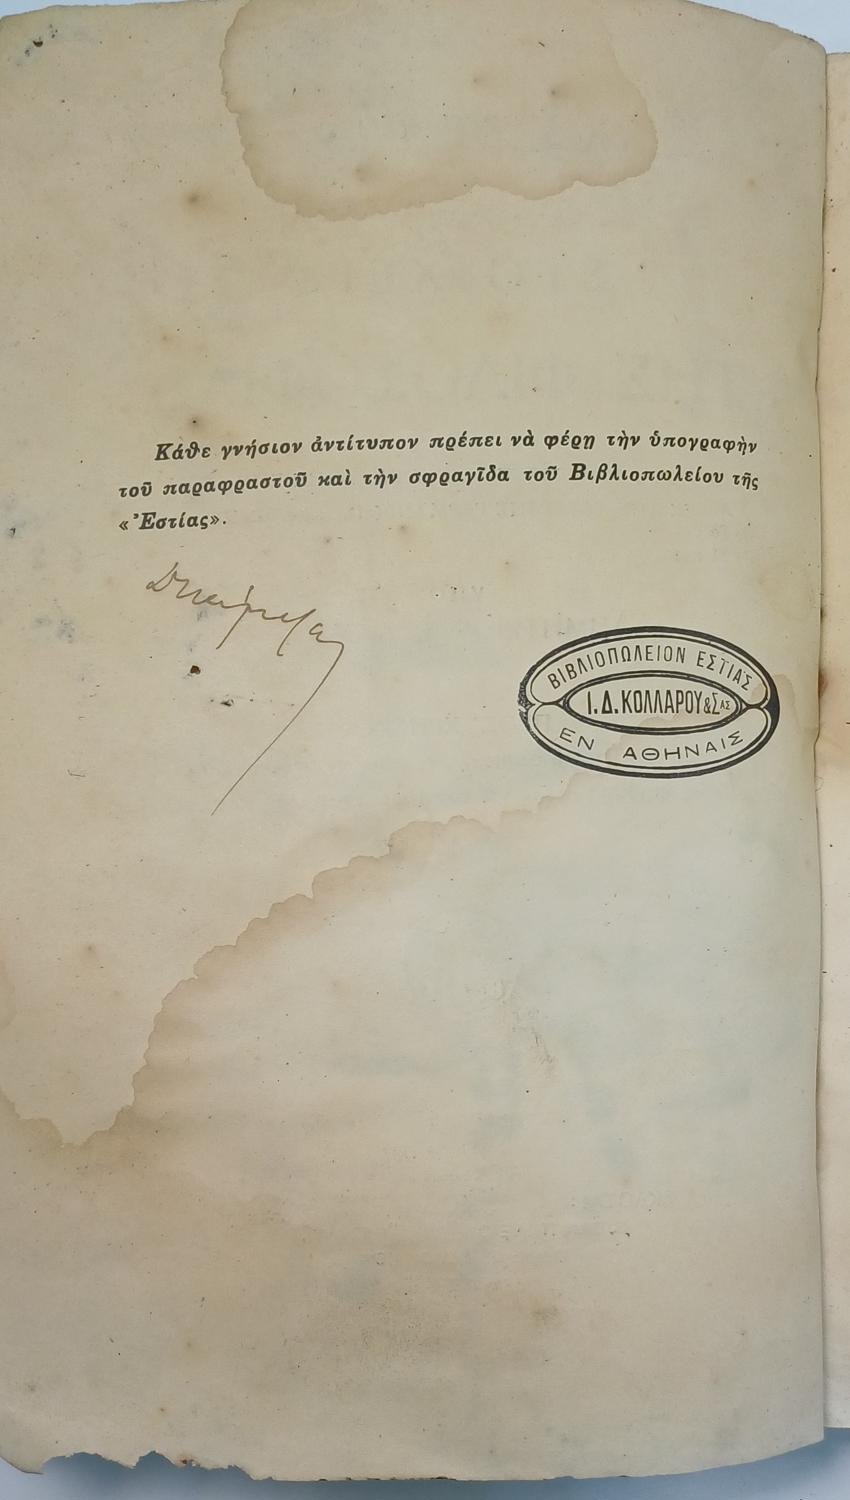 Κάθε γνήσιον ἀντίτυπον πρέπει νὰ φέρῃ τὴν ὑπογραφὴν
τοῦ παραφραστοῦ καὶ τὴν σφραγῖδα τοῦ Βιβλιοπωλείου τῆς
«Ἑστίας».
ΒΙΒΛΙΟΠΩΛΕΙΟΝ ΕΣΤΙΑΣ
Ι.Δ. ΚΟΛΛΑΡΟΥ & ΣΑΣ
ΕΝ ΑΘΗΝΑΙΣ